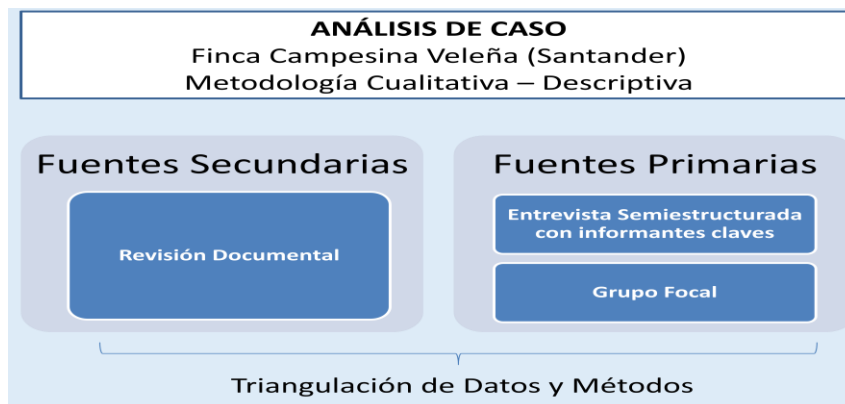 ANÁLISIS DE CASO
Finca Campesina Veleña (Santander)
Metodología Cualitativa – Descriptiva
Fuentes Secundarias
Revisión Documental
Fuentes Primarias
Entrevista Semiestructurada
con informantes claves
Grupo Focal
Triangulación de Datos y Métodos